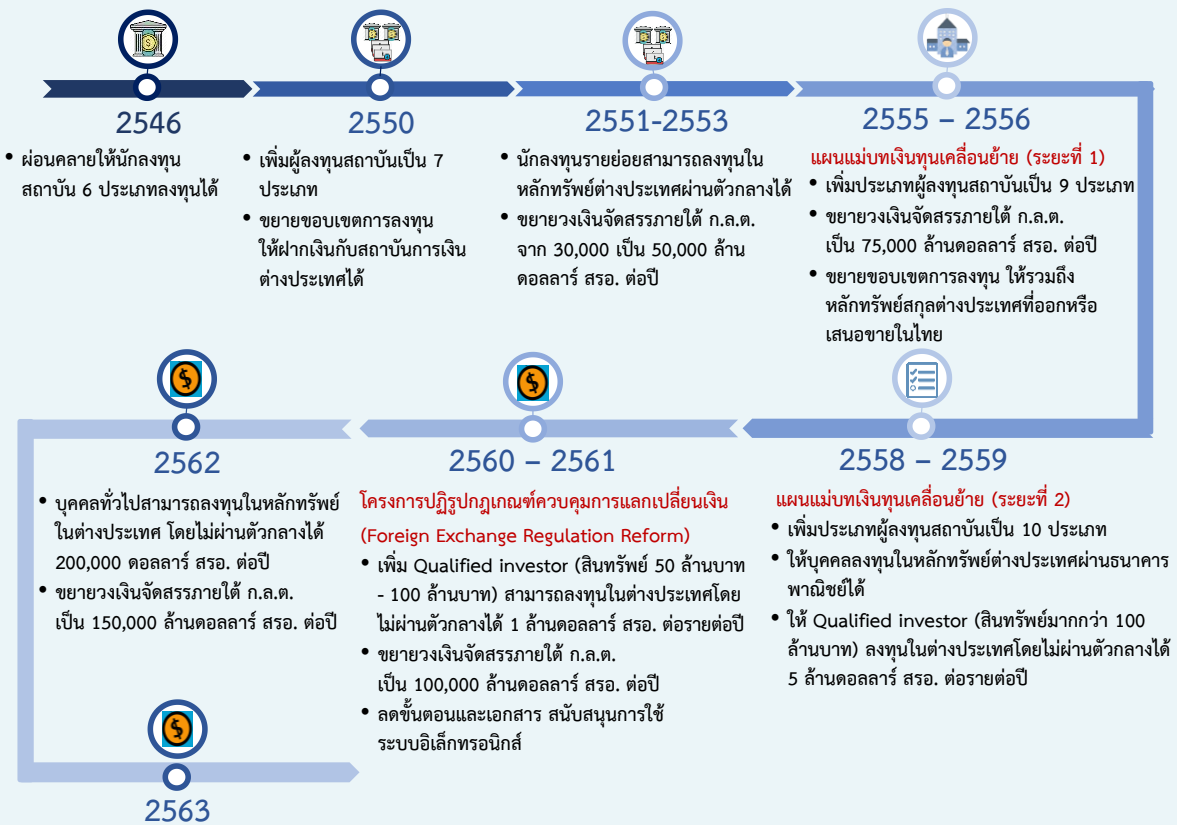 2546
• ผ่อนคลายให้นักลงทุน
สถาบัน 6 ประเภทลงทุนได้
2550
• เพิ่มผู้ลงทุนสถาบันเป็น 7
ประเภท
• ขยายขอบเขตการลงทุน
ให้ฝากเงินกับสถาบันการเงิน
ต่างประเทศได้
2551-2553
• นักลงทุนรายย่อยสามารถลงทุนใน
หลักทรัพย์ต่างประเทศผ่านตัวกลางได้
• ขยายวงเงินจัดสรรภายใต้ ก.ล.ต.
จาก 30,000 เป็น 50,000 ล้าน
ดอลลาร์ สรอ. ต่อปี
2555 – 2556
แผนแม่บทเงินทุนเคลื่อนย้าย (ระยะที่ 1)
• เพิ่มประเภทผู้ลงทุนสถาบันเป็น 9 ประเภท
• ขยายวงเงินจัดสรรภายใต้ ก.ล.ต.
เป็น 75,000 ล้านดอลลาร์ สรอ. ต่อปี
• ขยายขอบเขตการลงทุน ให้รวมถึง
หลักทรัพย์สกุลต่างประเทศที่ออกหรือ
เสนอขายในไทย
2558 – 2559
แผนแม่บทเงินทุนเคลื่อนย้าย (ระยะที่ 2)
• เพิ่มประเภทผู้ลงทุนสถาบันเป็น 10 ประเภท
• ให้บุคคลลงทุนในหลักทรัพย์ต่างประเทศผ่านธนาคาร
พาณิชย์ได้
• ให้ Qualified investor (สินทรัพย์มากกว่า 100
ล้านบาท) ลงทุนในต่างประเทศโดยไม่ผ่านตัวกลางได้
5 ล้านดอลลาร์ สรอ. ต่อรายต่อปี
2560 – 2561
โครงการปฏิรูปกฎเกณฑ์ควบคุมการแลกเปลี่ยนเงิน
(Foreign Exchange Regulation Reform)
• เพิ่ม Qualified investor (สินทรัพย์ 50 ล้านบาท
- 100 ล้านบาท) สามารถลงทุนในต่างประเทศโดย
ไม่ผ่านตัวกลางได้ 1 ล้านดอลลาร์ สรอ. ต่อรายต่อปี
• ขยายวงเงินจัดสรรภายใต้ ก.ล.ต.
เป็น 100,000 ล้านดอลลาร์ สรอ. ต่อปี
• ลดขั้นตอนและเอกสาร สนับสนุนการใช้
ระบบอิเล็กทรอนิกส์
2562
• บุคคลทั่วไปสามารถลงทุนในหลักทรัพย์
ในต่างประเทศ โดยไม่ผ่านตัวกลางได้
200,000 ดอลลาร์ สรอ. ต่อปี
• ขยายวงเงินจัดสรรภายใต้ ก.ล.ต.
เป็น 150,000 ล้านดอลลาร์ สรอ. ต่อปี
2563